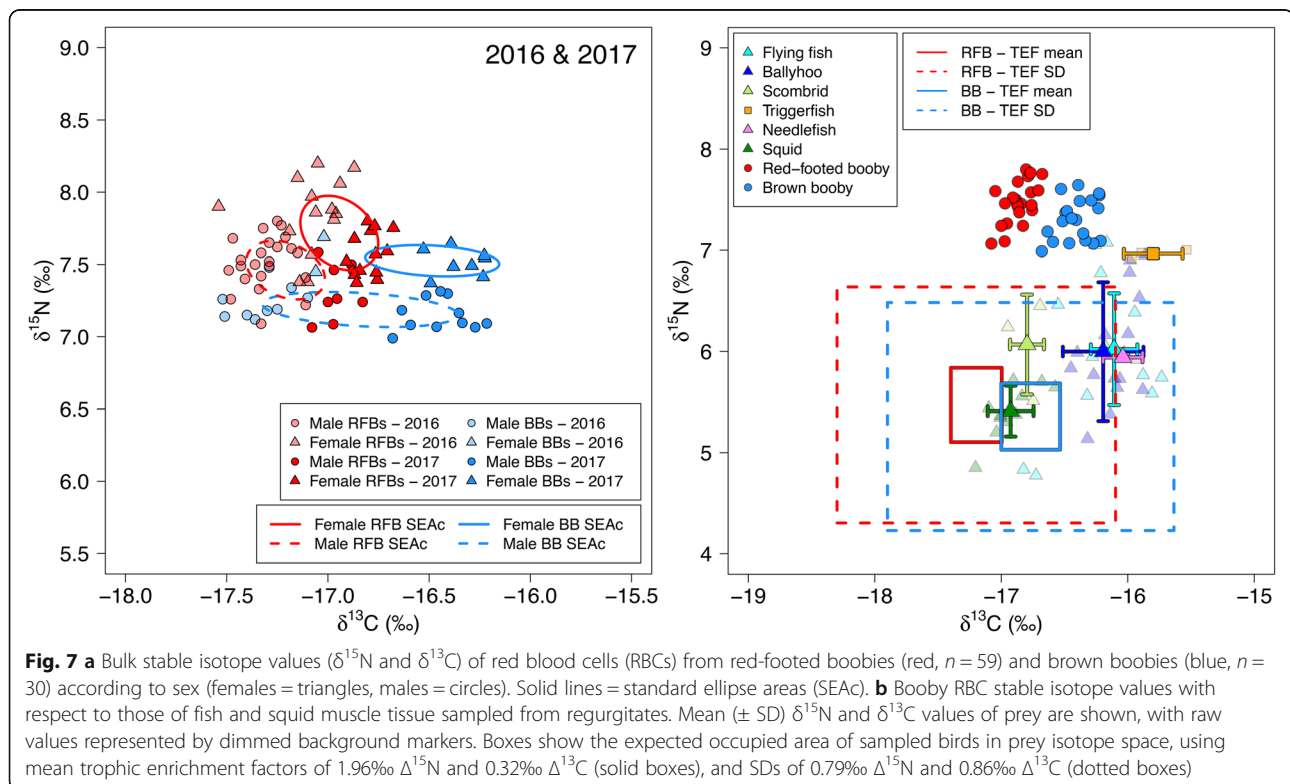 2016 & 2017
9.0
8.5
8.0
7.5
7.0
6.5
6.0
5.5
δ15N (‰)
−18.0 −17.5 −17.0 −16.5 −16.0 −15.5
δ13C (‰)
Male RFBs − 2016
Female RFBs − 2016
Male RFBs − 2017
Female RFBs − 2017
Male BBs − 2016
Female BBs − 2016
Male BBs − 2017
Female BBs − 2017
Female RFB SEAc
Male RFB SEAc
Female BB SEAc
Male BB SEAc
9
8
7
6
5
4
δ15N (‰)
−19 −18 −17 −16 −15
δ13C (‰)
Flying fish
Ballyhoo
Scombrid
Triggerfish
Needlefish
Squid
Red−footed booby
Brown booby
RFB − TEF mean
RFB − TEF SD
BB − TEF mean
BB − TEF SD
Fig. 7 a Bulk stable isotope values (δ15N and δ13C) of red blood cells (RBCs) from red-footed boobies (red, n = 59) and brown boobies (blue, n =
30) according to sex (females = triangles, males = circles). Solid lines = standard ellipse areas (SEAc). b Booby RBC stable isotope values with
respect to those of fish and squid muscle tissue sampled from regurgitates. Mean (± SD) δ15N and δ13C values of prey are shown, with raw
values represented by dimmed background markers. Boxes show the expected occupied area of sampled birds in prey isotope space, using
mean trophic enrichment factors of 1.96‰ Δ15N and 0.32‰ Δ13C (solid boxes), and SDs of 0.79‰ Δ15N and 0.86‰ Δ13C (dotted boxes)